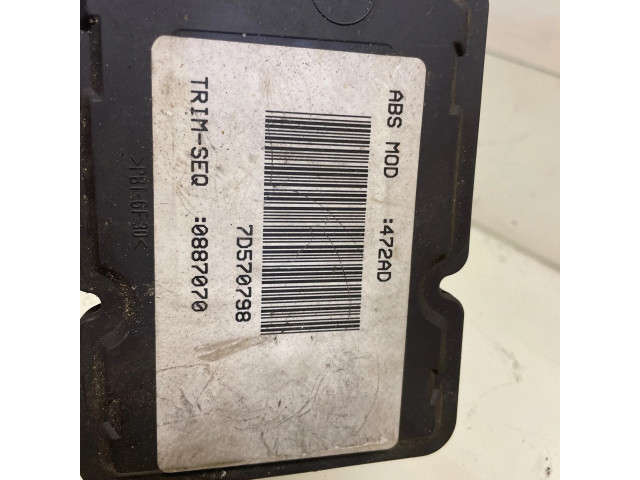 ABS MOD :472AD
7D570798
TRIM-SEQ :0887070
>PBT-GF30<